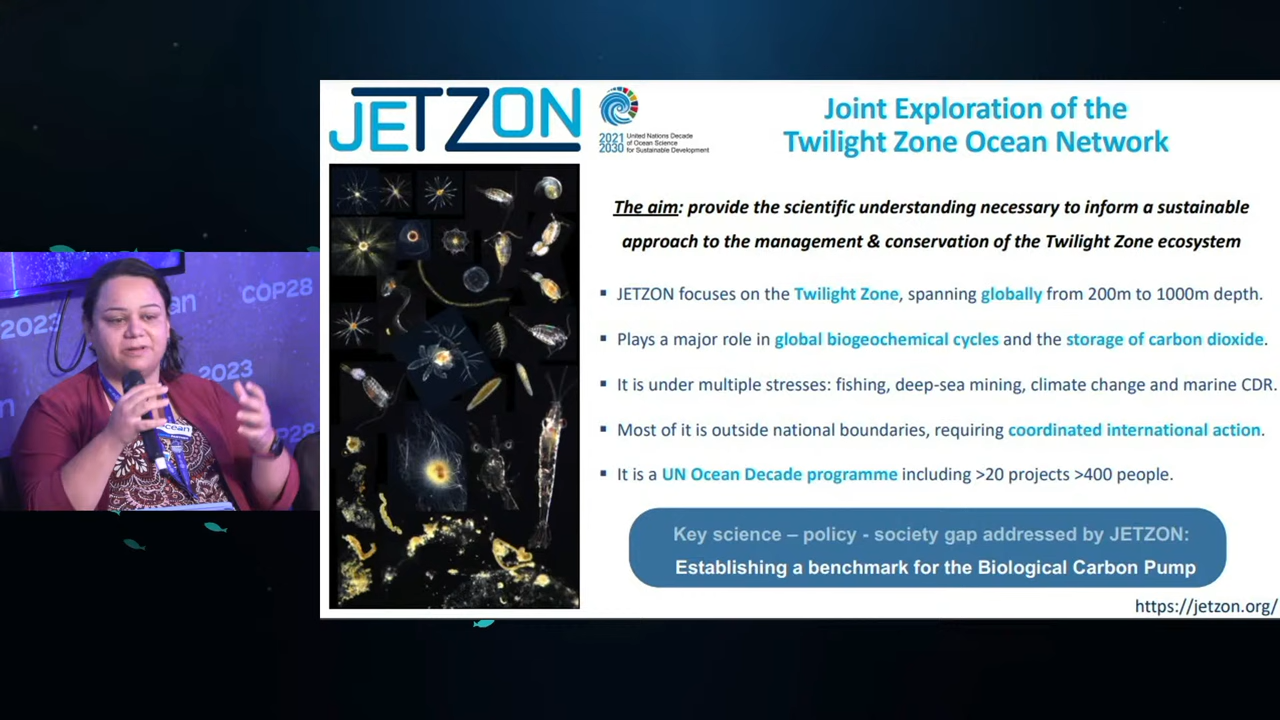 JETZON
2021
2030
United Nations Decade
of Ocean Science
for Sustainable Development
Joint Exploration of the
Twilight Zone Ocean Network
The aim: provide the scientific understanding necessary to inform a sustainable
approach to the management & conservation of the Twilight Zone ecosystem
▪ JETZON focuses on the Twilight Zone, spanning globally from 200m to 1000m depth.
▪ Plays a major role in global biogeochemical cycles and the storage of carbon dioxide.
▪ It is under multiple stresses: fishing, deep-sea mining, climate change and marine CDR.
▪ Most of it is outside national boundaries, requiring coordinated international action.
▪ It is a UN Ocean Decade programme including >20 projects >400 people.
Key science – policy - society gap addressed by JETZON:
Establishing a benchmark for the Biological Carbon Pump
https://jetzon.org/
COP28
2023
2023